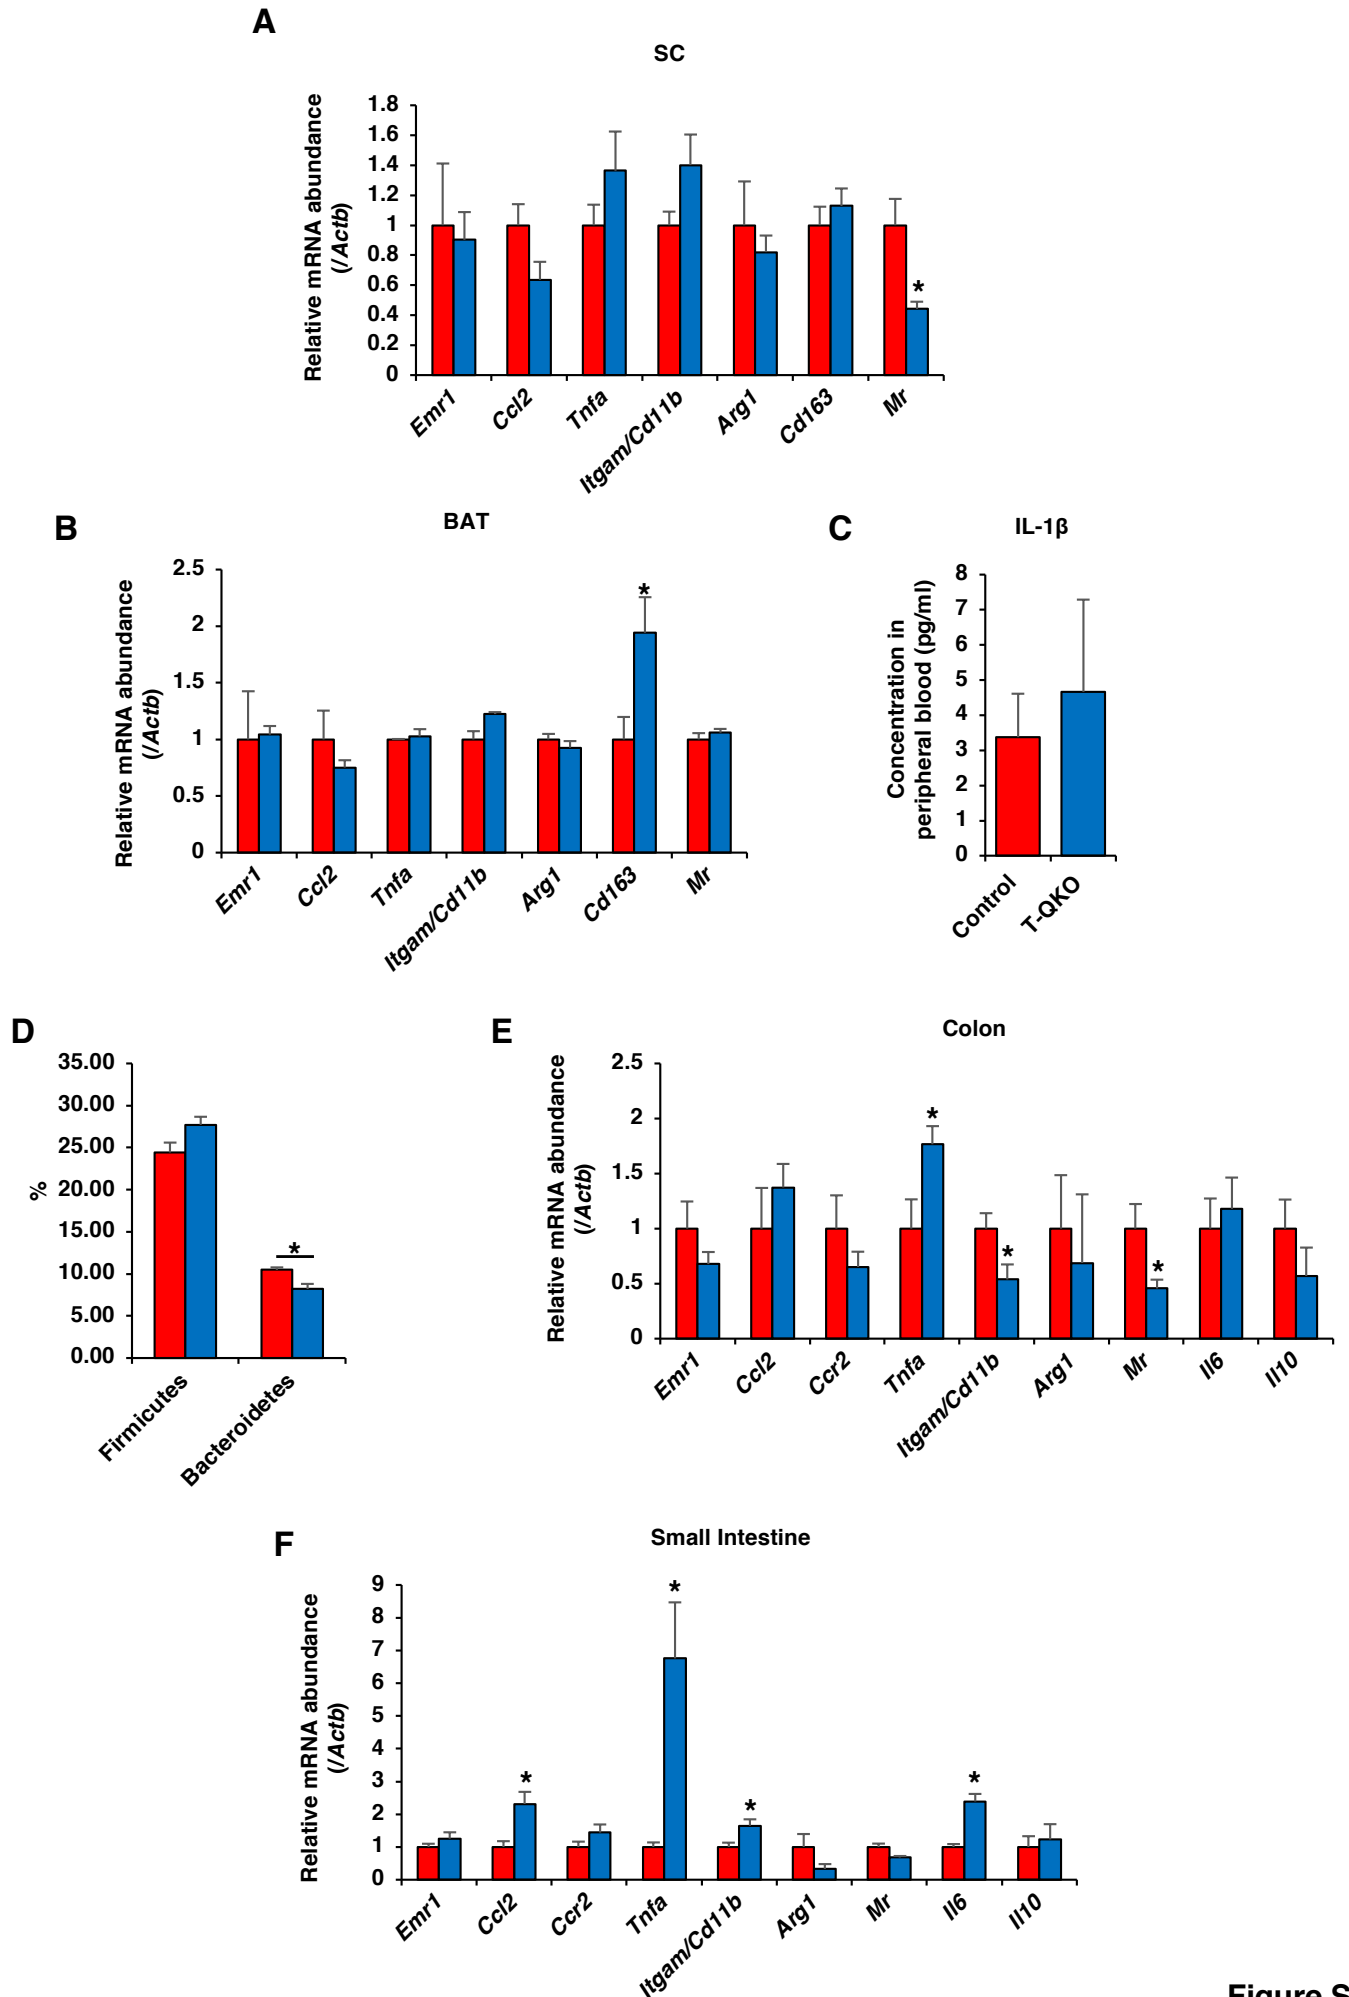 A
SC
Relative mRNA abundance
(/Actb)
1.8
1.6
1.4
1.2
1
0.8
0.6
0.4
0.2
0
*
Emr1
Ccl2
Tnfa
Itgam/Cd11b
Arg1
Cd163
Mr
B
BAT
Relative mRNA abundance
(/Actb)
2.5
2
1.5
1
0.5
0
*
Emr1
Ccl2
Tnfa
Itgam/Cd11b
Arg1
Cd163
Mr
C
IL-1β
Concentration in
peripheral blood (pg/ml)
8
7
6
5
4
3
2
1
0
Control
T-QKO
D
%
35.00
30.00
25.00
20.00
15.00
10.00
5.00
0.00
*
Firmicutes
Bacteroidetes
E
Colon
Relative mRNA abundance
(/Actb)
2.5
2
1.5
1
0.5
0
*
*
*
Emr1
Ccl2
Ccr2
Tnfa
Itgam/Cd11b
Arg1
Mr
Il6
Il10
F
Small Intestine
Relative mRNA abundance
(/Actb)
9
8
7
6
5
4
3
2
1
0
*
*
*
*
Emr1
Ccl2
Ccr2
Tnfa
Itgam/Cd11b
Arg1
Mr
Il6
Il10
Figure S